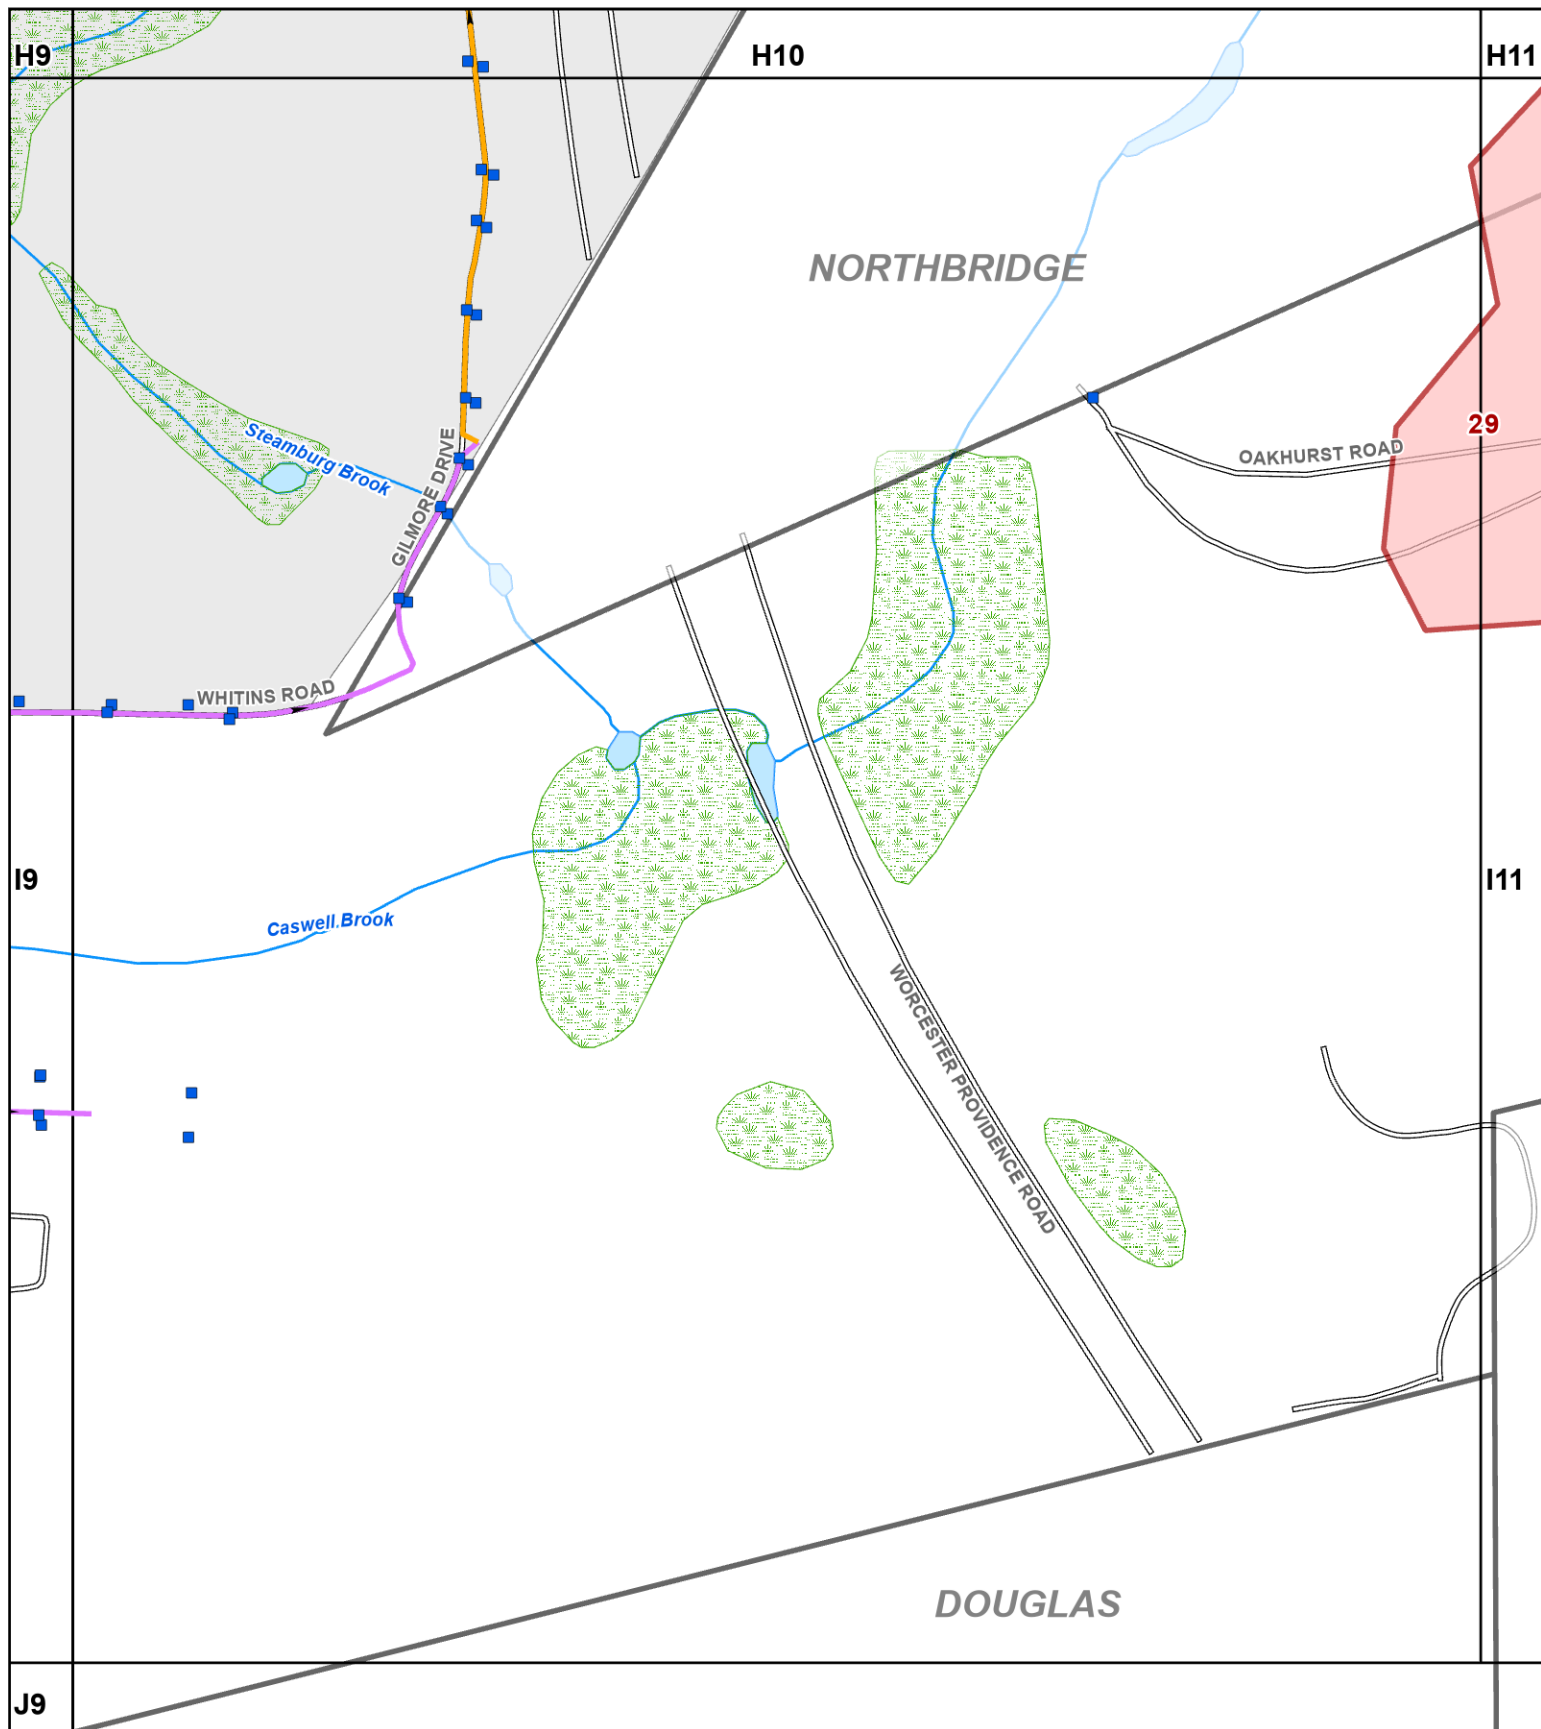 H9
H10
H11
NORTHBRIDGE
29
OAKHURST ROAD
Steamburg Brook
GILMORE DRIVE
WHITINS ROAD
I9
I11
Caswell Brook
WORCESTER PROVIDENCE ROAD
DOUGLAS
J9